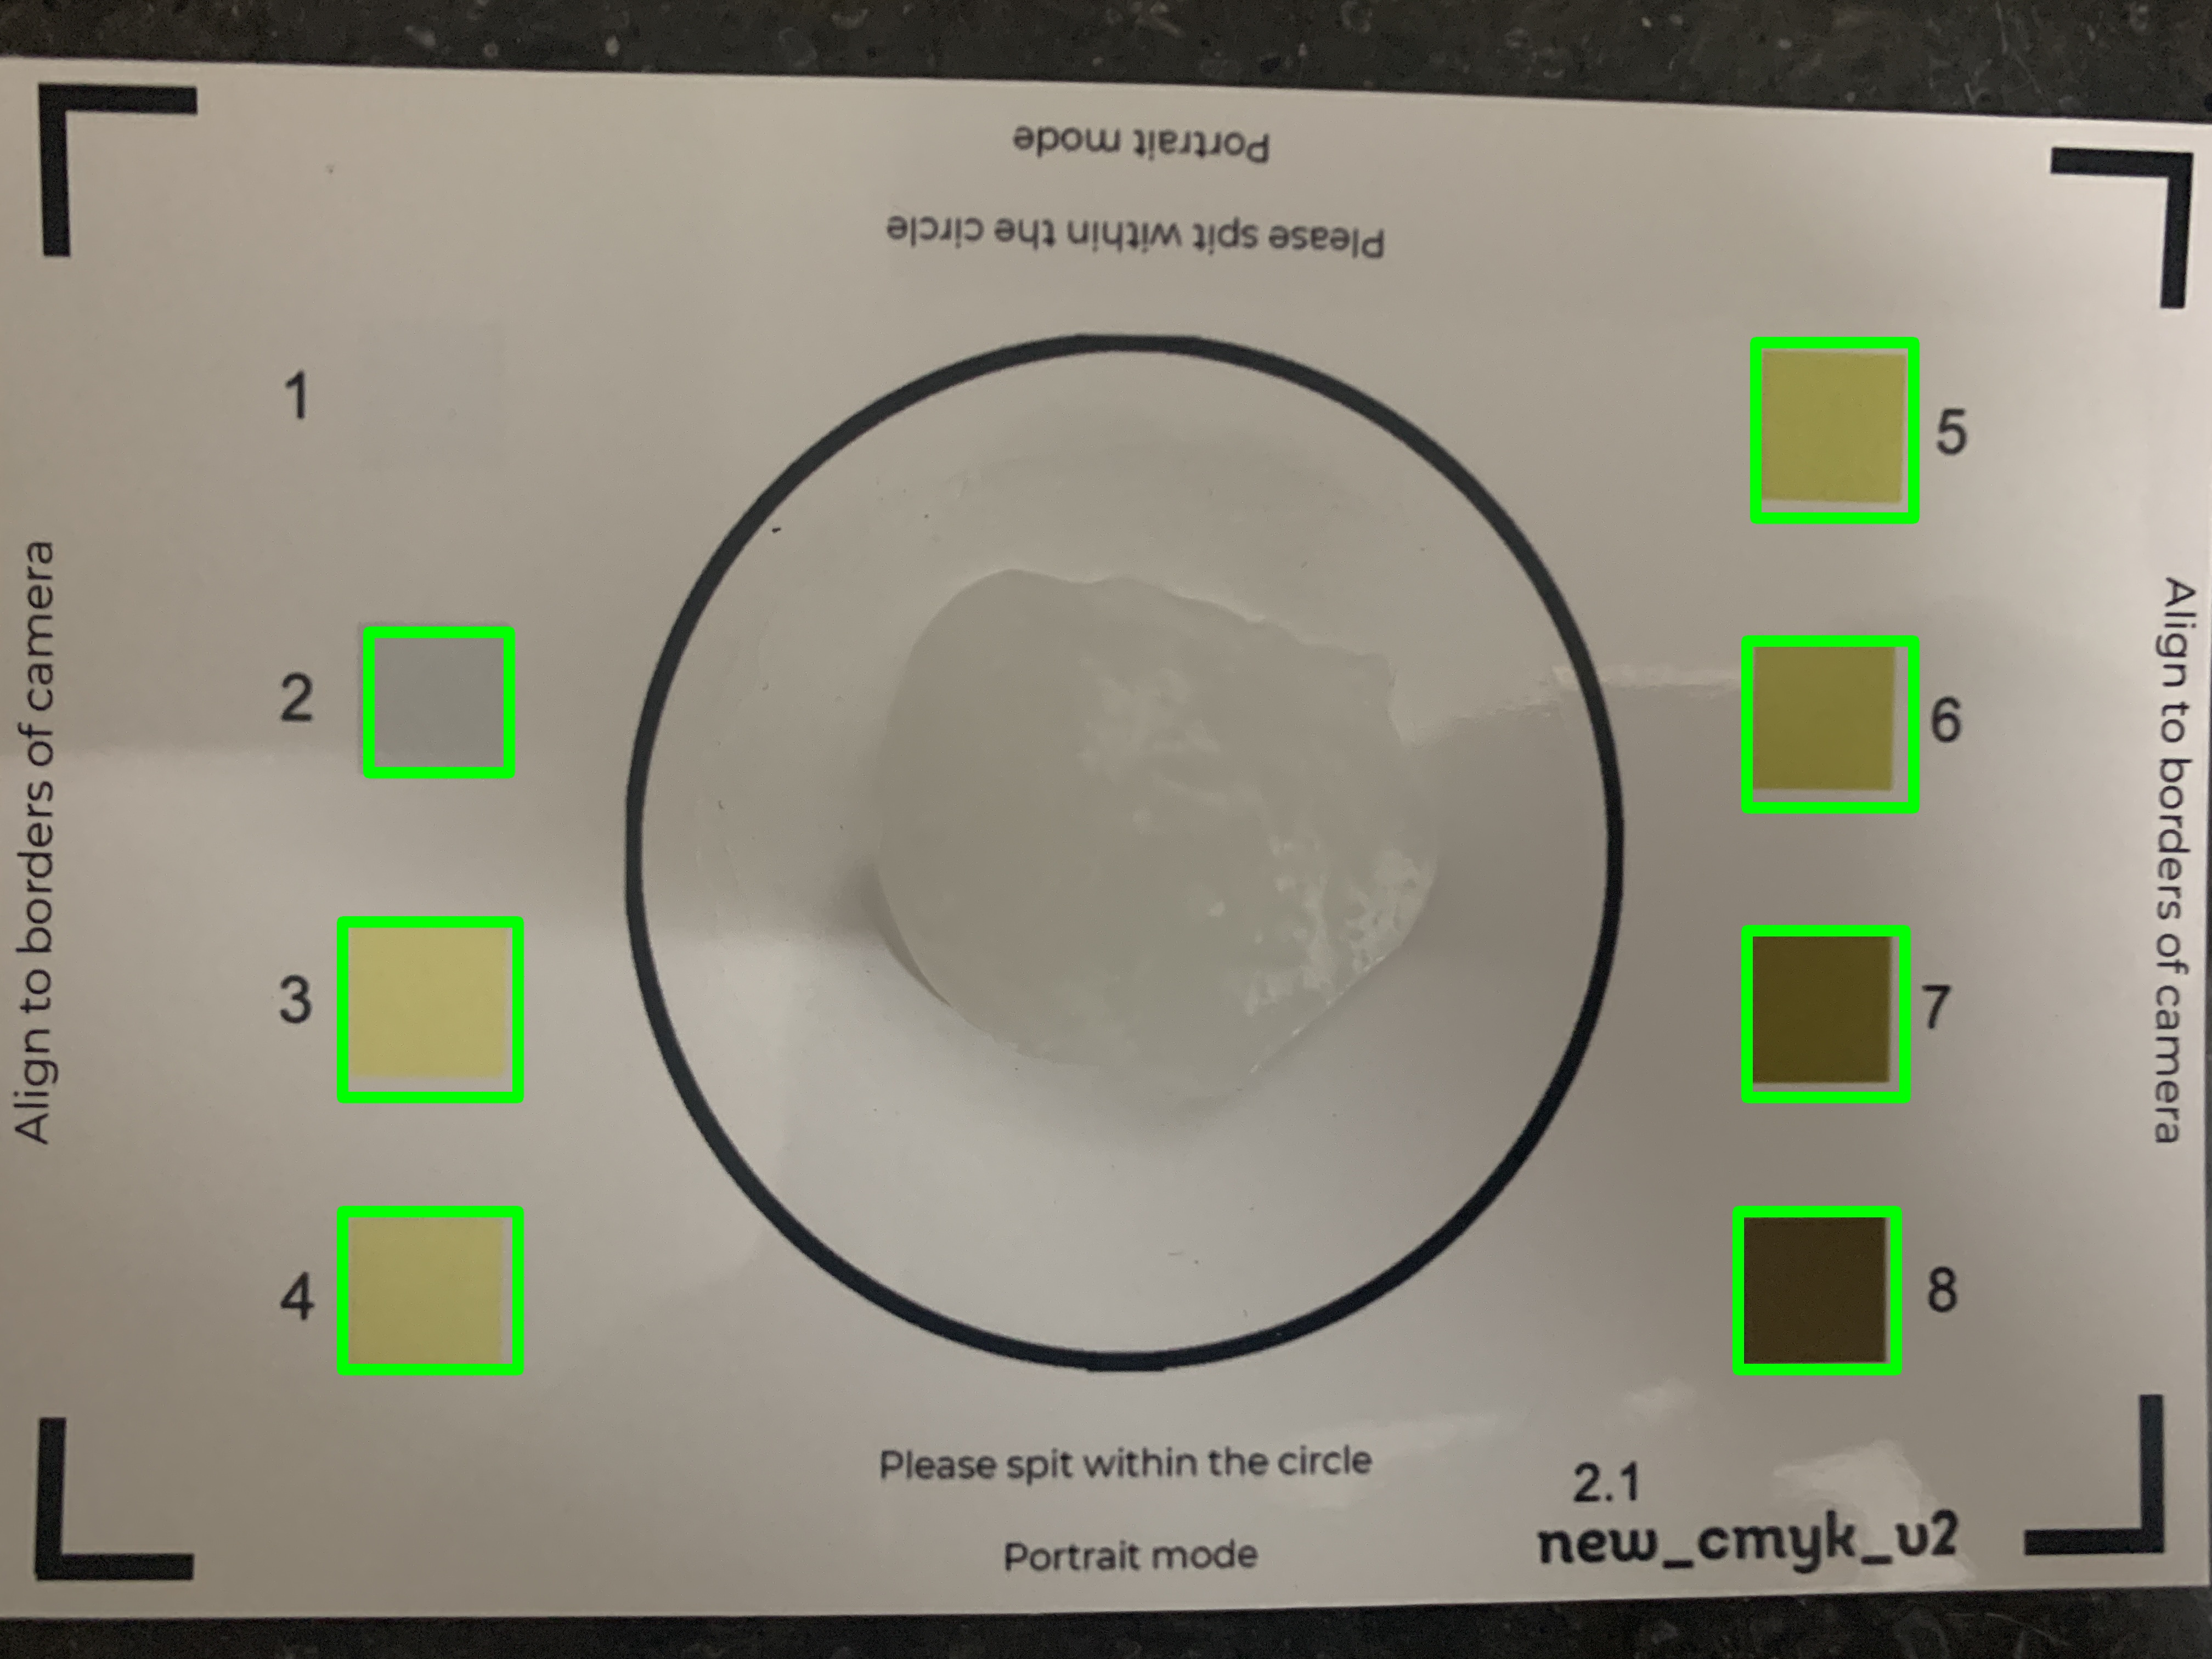 Portrait mode
Please spit within the circle
Align to borders of camera
1
2
3
4
5
6
7
8
Align to borders of camera
Please spit within the circle
Portrait mode
2.1
new_cmyk_v2